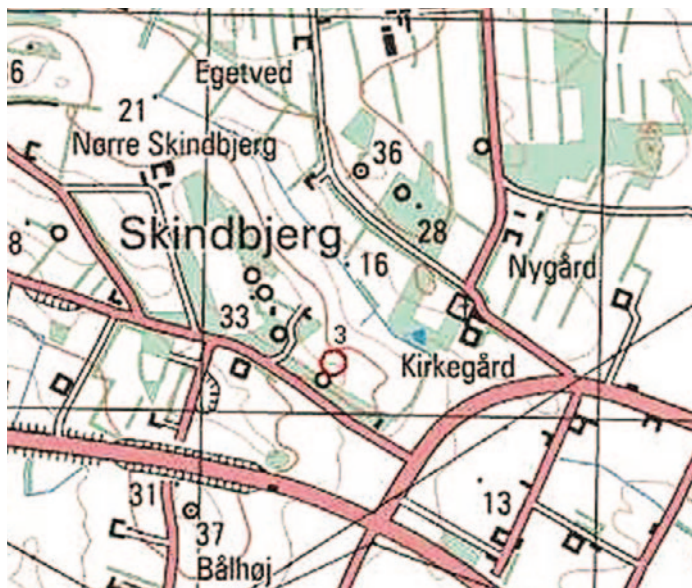 6
Egetved
21
Nørre Skindbjerg
36
Skindbjerg
28
8
16
Nygård
33
3
Kirkegård
31
13
37
Bålhøj